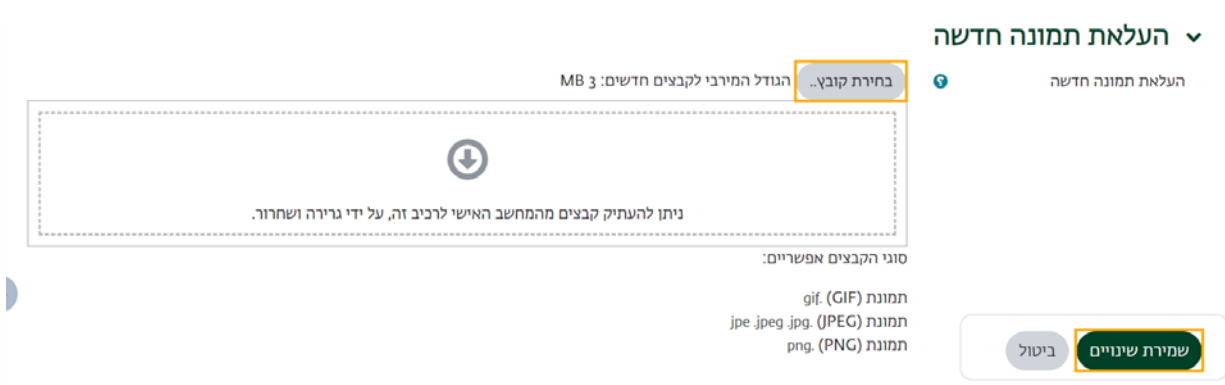 העלאת תמונה חדשה
העלאת תמונה חדשה
בחירת קובץ.. הגודל המירבי לקבצים חדשים: 3 MB
ניתן להעתיק קבצים מהמחשב האישי לרכיב זה, על ידי גרירה ושחרור.
סוגי הקבצים אפשריים:
תמונת (GIF) .gif
תמונת (JPEG) .jpe .jpeg .jpg
תמונת (PNG) .png
שמירת שינויים ביטול